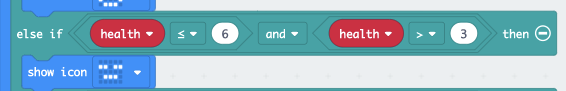 else if health ≤ 6 and health > 3 then
show icon